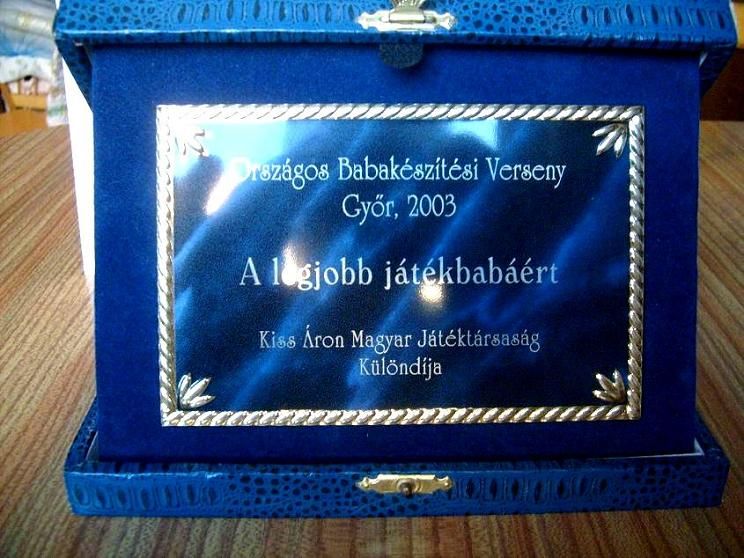 Országos Babakészítési Verseny
Győr, 2003
A legjobb játékbabáért
Kiss Áron Magyar Játéktársaság
Különdíja